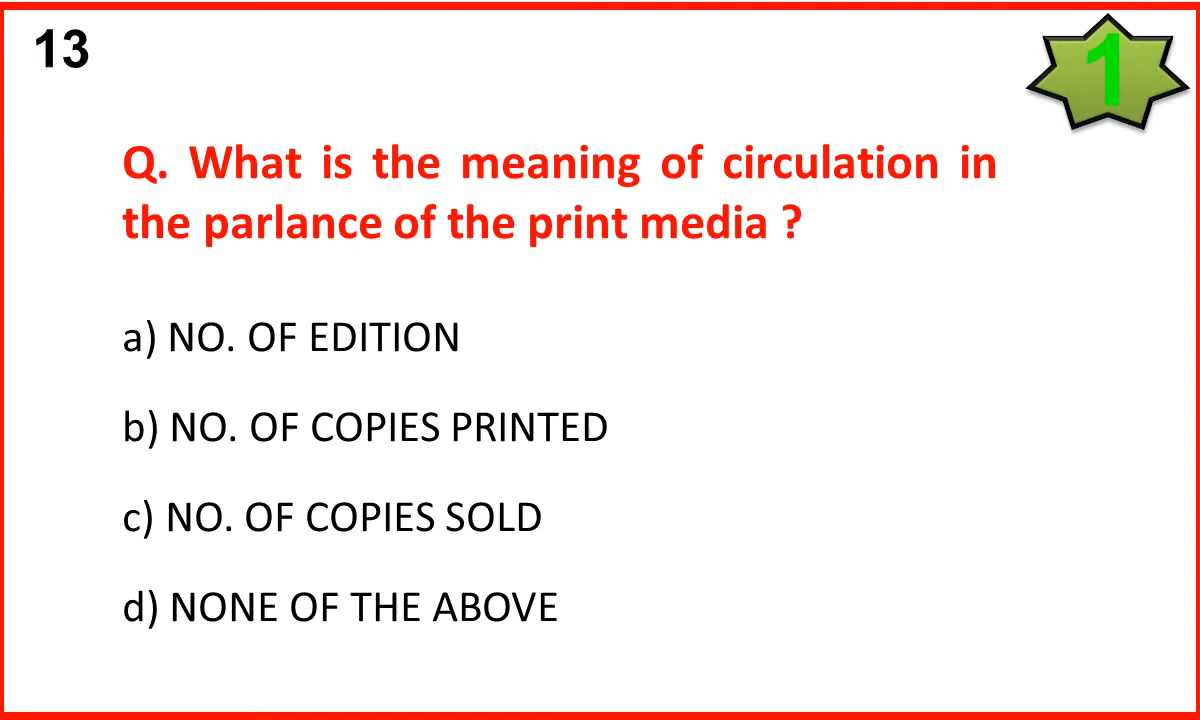 13
1
Q. What is the meaning of circulation in
the parlance of the print media ?
a) NO. OF EDITION
b) NO. OF COPIES PRINTED
c) NO. OF COPIES SOLD
d) NONE OF THE ABOVE